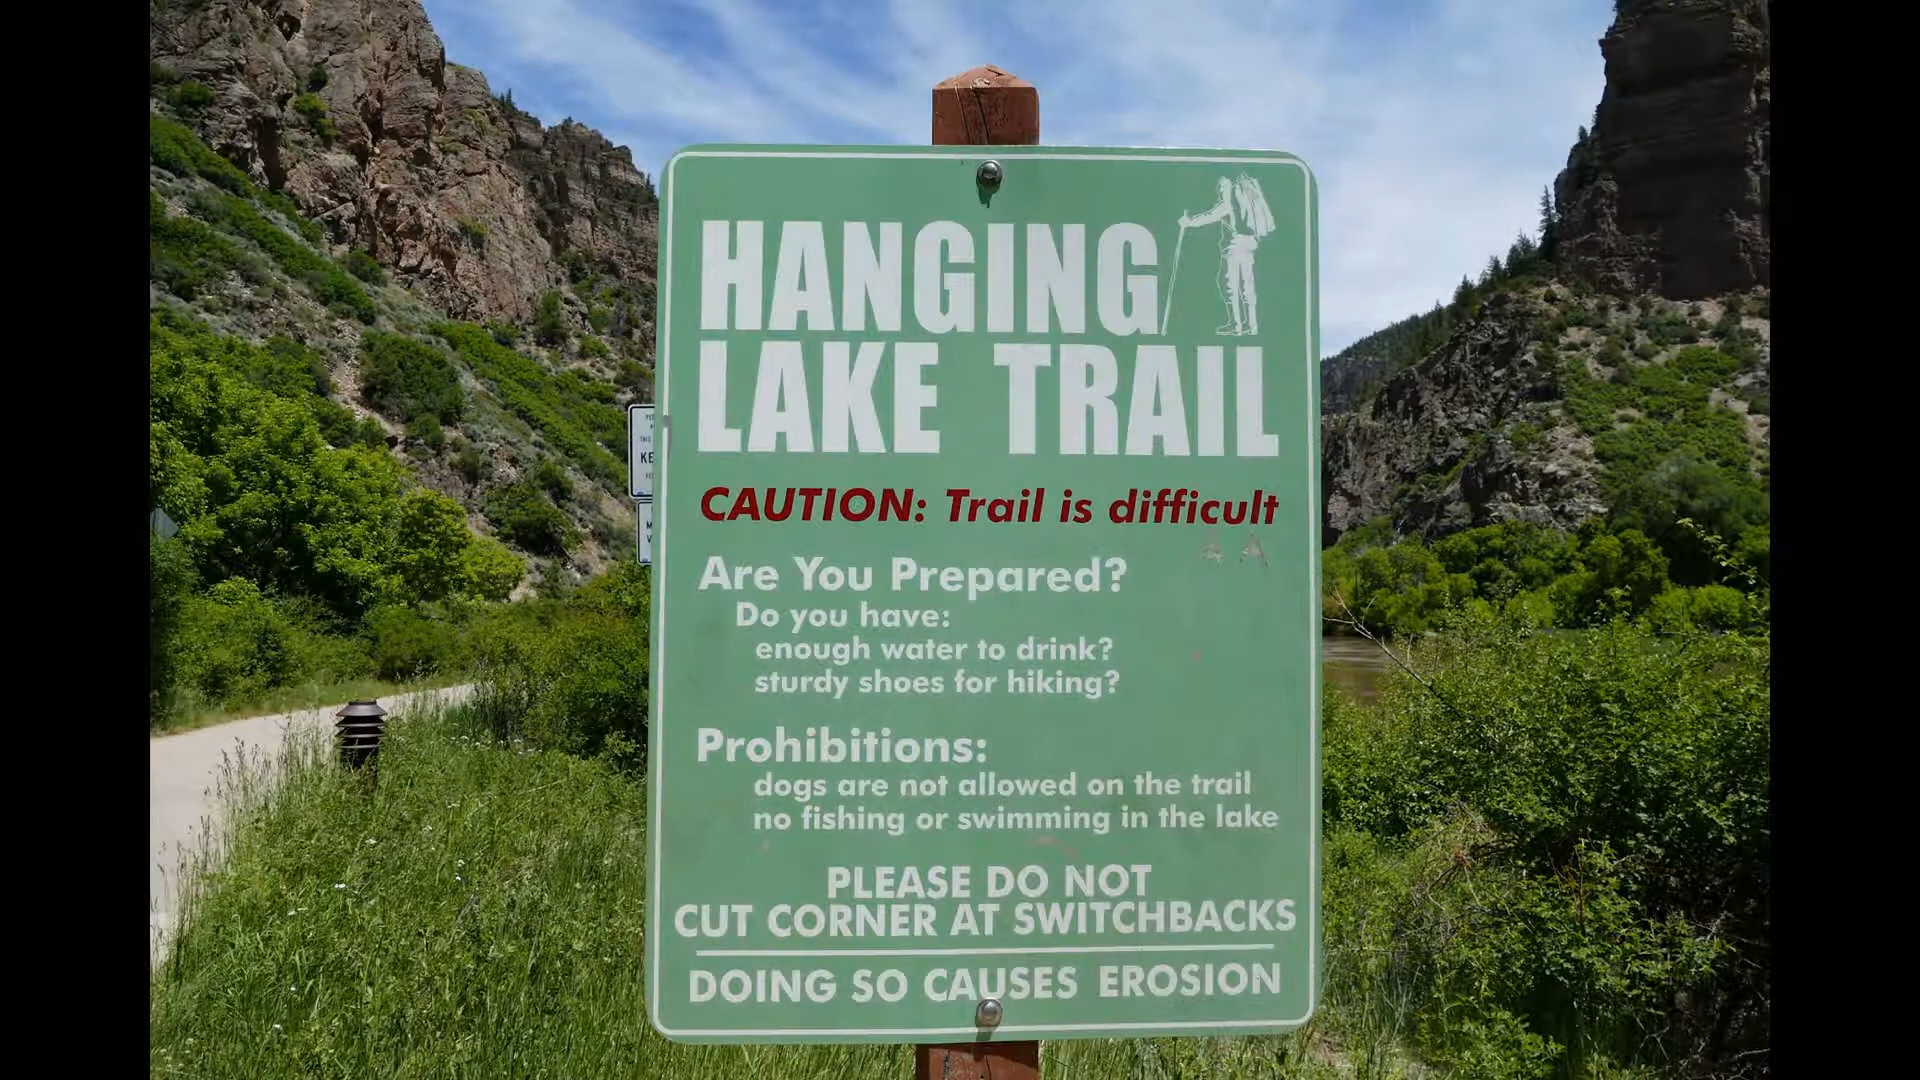 HANGING
LAKE TRAIL
CAUTION: Trail is difficult
Are You Prepared?
Do you have:
enough water to drink?
sturdy shoes for hiking?
Prohibitions:
dogs are not allowed on the trail
no fishing or swimming in the lake
PLEASE DO NOT
CUT CORNER AT SWITCHBACKS
DOING SO CAUSES EROSION